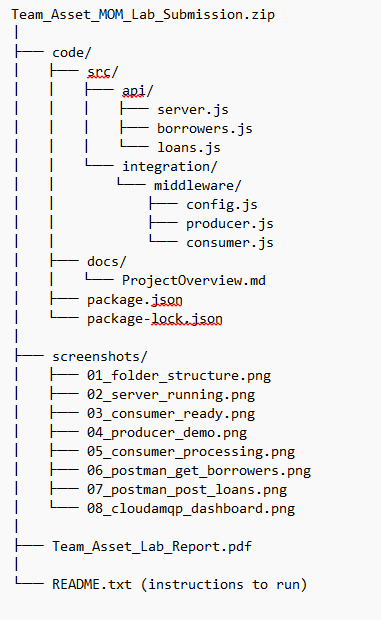 Team_Asset_MOM_Lab_Submission.zip
│
├── code/
│   ├── src/
│   │   ├── api/
│   │   │   ├── server.js
│   │   │   ├── borrowers.js
│   │   │   └── loans.js
│   │   └── integration/
│   │       └── middleware/
│   │           ├── config.js
│   │           ├── producer.js
│   │           └── consumer.js
│   ├── docs/
│   │   └── ProjectOverview.md
│   ├── package.json
│   └── package-lock.json
│
├── screenshots/
│   ├── 01_folder_structure.png
│   ├── 02_server_running.png
│   ├── 03_consumer_ready.png
│   ├── 04_producer_demo.png
│   ├── 05_consumer_processing.png
│   ├── 06_postman_get_borrowers.png
│   ├── 07_postman_post_loans.png
│   └── 08_cloudamqp_dashboard.png
│
├── Team_Asset_Lab_Report.pdf
│
└── README.txt (instructions to run)